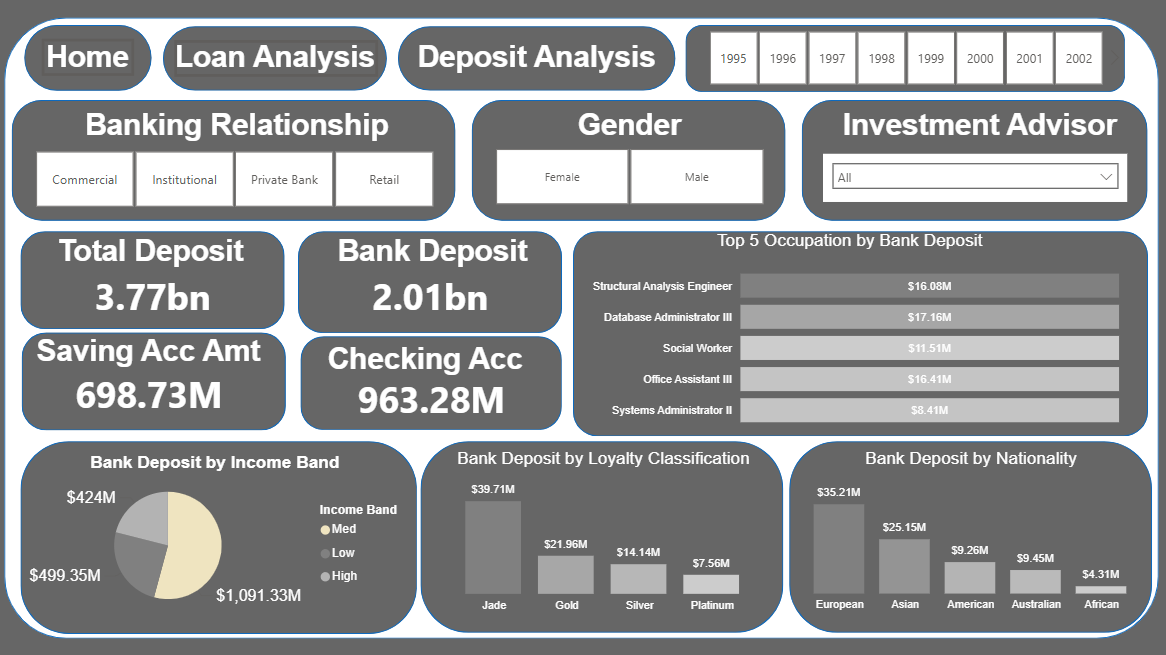 Home
Loan Analysis
Deposit Analysis
1995 1996 1997 1998 1999 2000 2001 2002
Banking Relationship
Commercial Institutional Private Bank Retail
Gender
Female Male
Investment Advisor
All
Total Deposit
3.77bn
Bank Deposit
2.01bn
Saving Acc Amt
698.73M
Checking Acc
963.28M
Top 5 Occupation by Bank Deposit
Structural Analysis Engineer $16.08M
Database Administrator III $17.16M
Social Worker $11.51M
Office Assistant III $16.41M
Systems Administrator II $8.41M
Bank Deposit by Income Band
$424M
$499.35M
$1,091.33M
Income Band
Med
Low
High
Bank Deposit by Loyalty Classification
$39.71M
$21.96M
$14.14M
$7.56M
Jade Gold Silver Platinum
Bank Deposit by Nationality
$35.21M
$25.15M
$9.26M
$9.45M
$4.31M
European Asian American Australian African